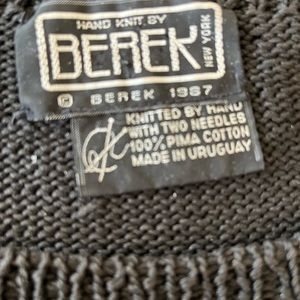 HAND KNIT BY
BEREK
NEW YORK
© BEREK 1987
KNITTED BY HAND
WITH TWO NEEDLES
100% PIMA COTTON
MADE IN URUGUAY